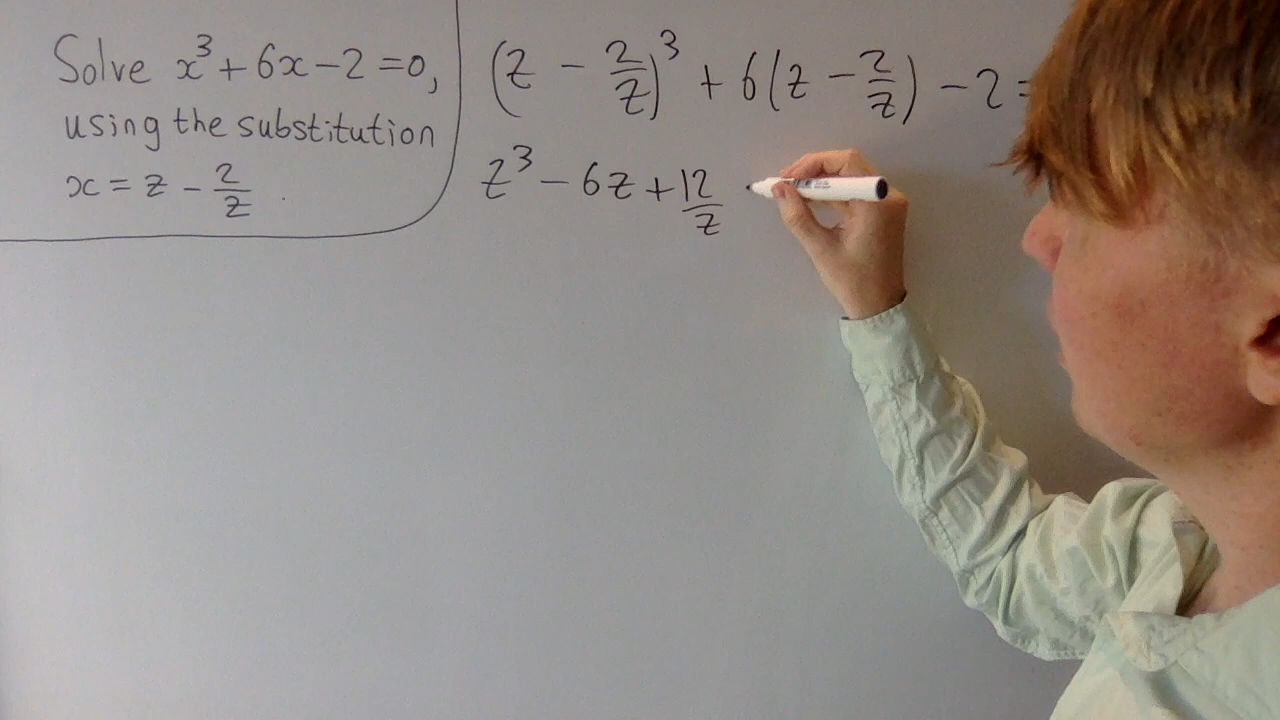 Solve x³ + 6x − 2 = 0,
using the substitution
x = z − 2/z.
(z − 2/z)³ + 6(z − 2/z) − 2 =
z³ − 6z + 12/z